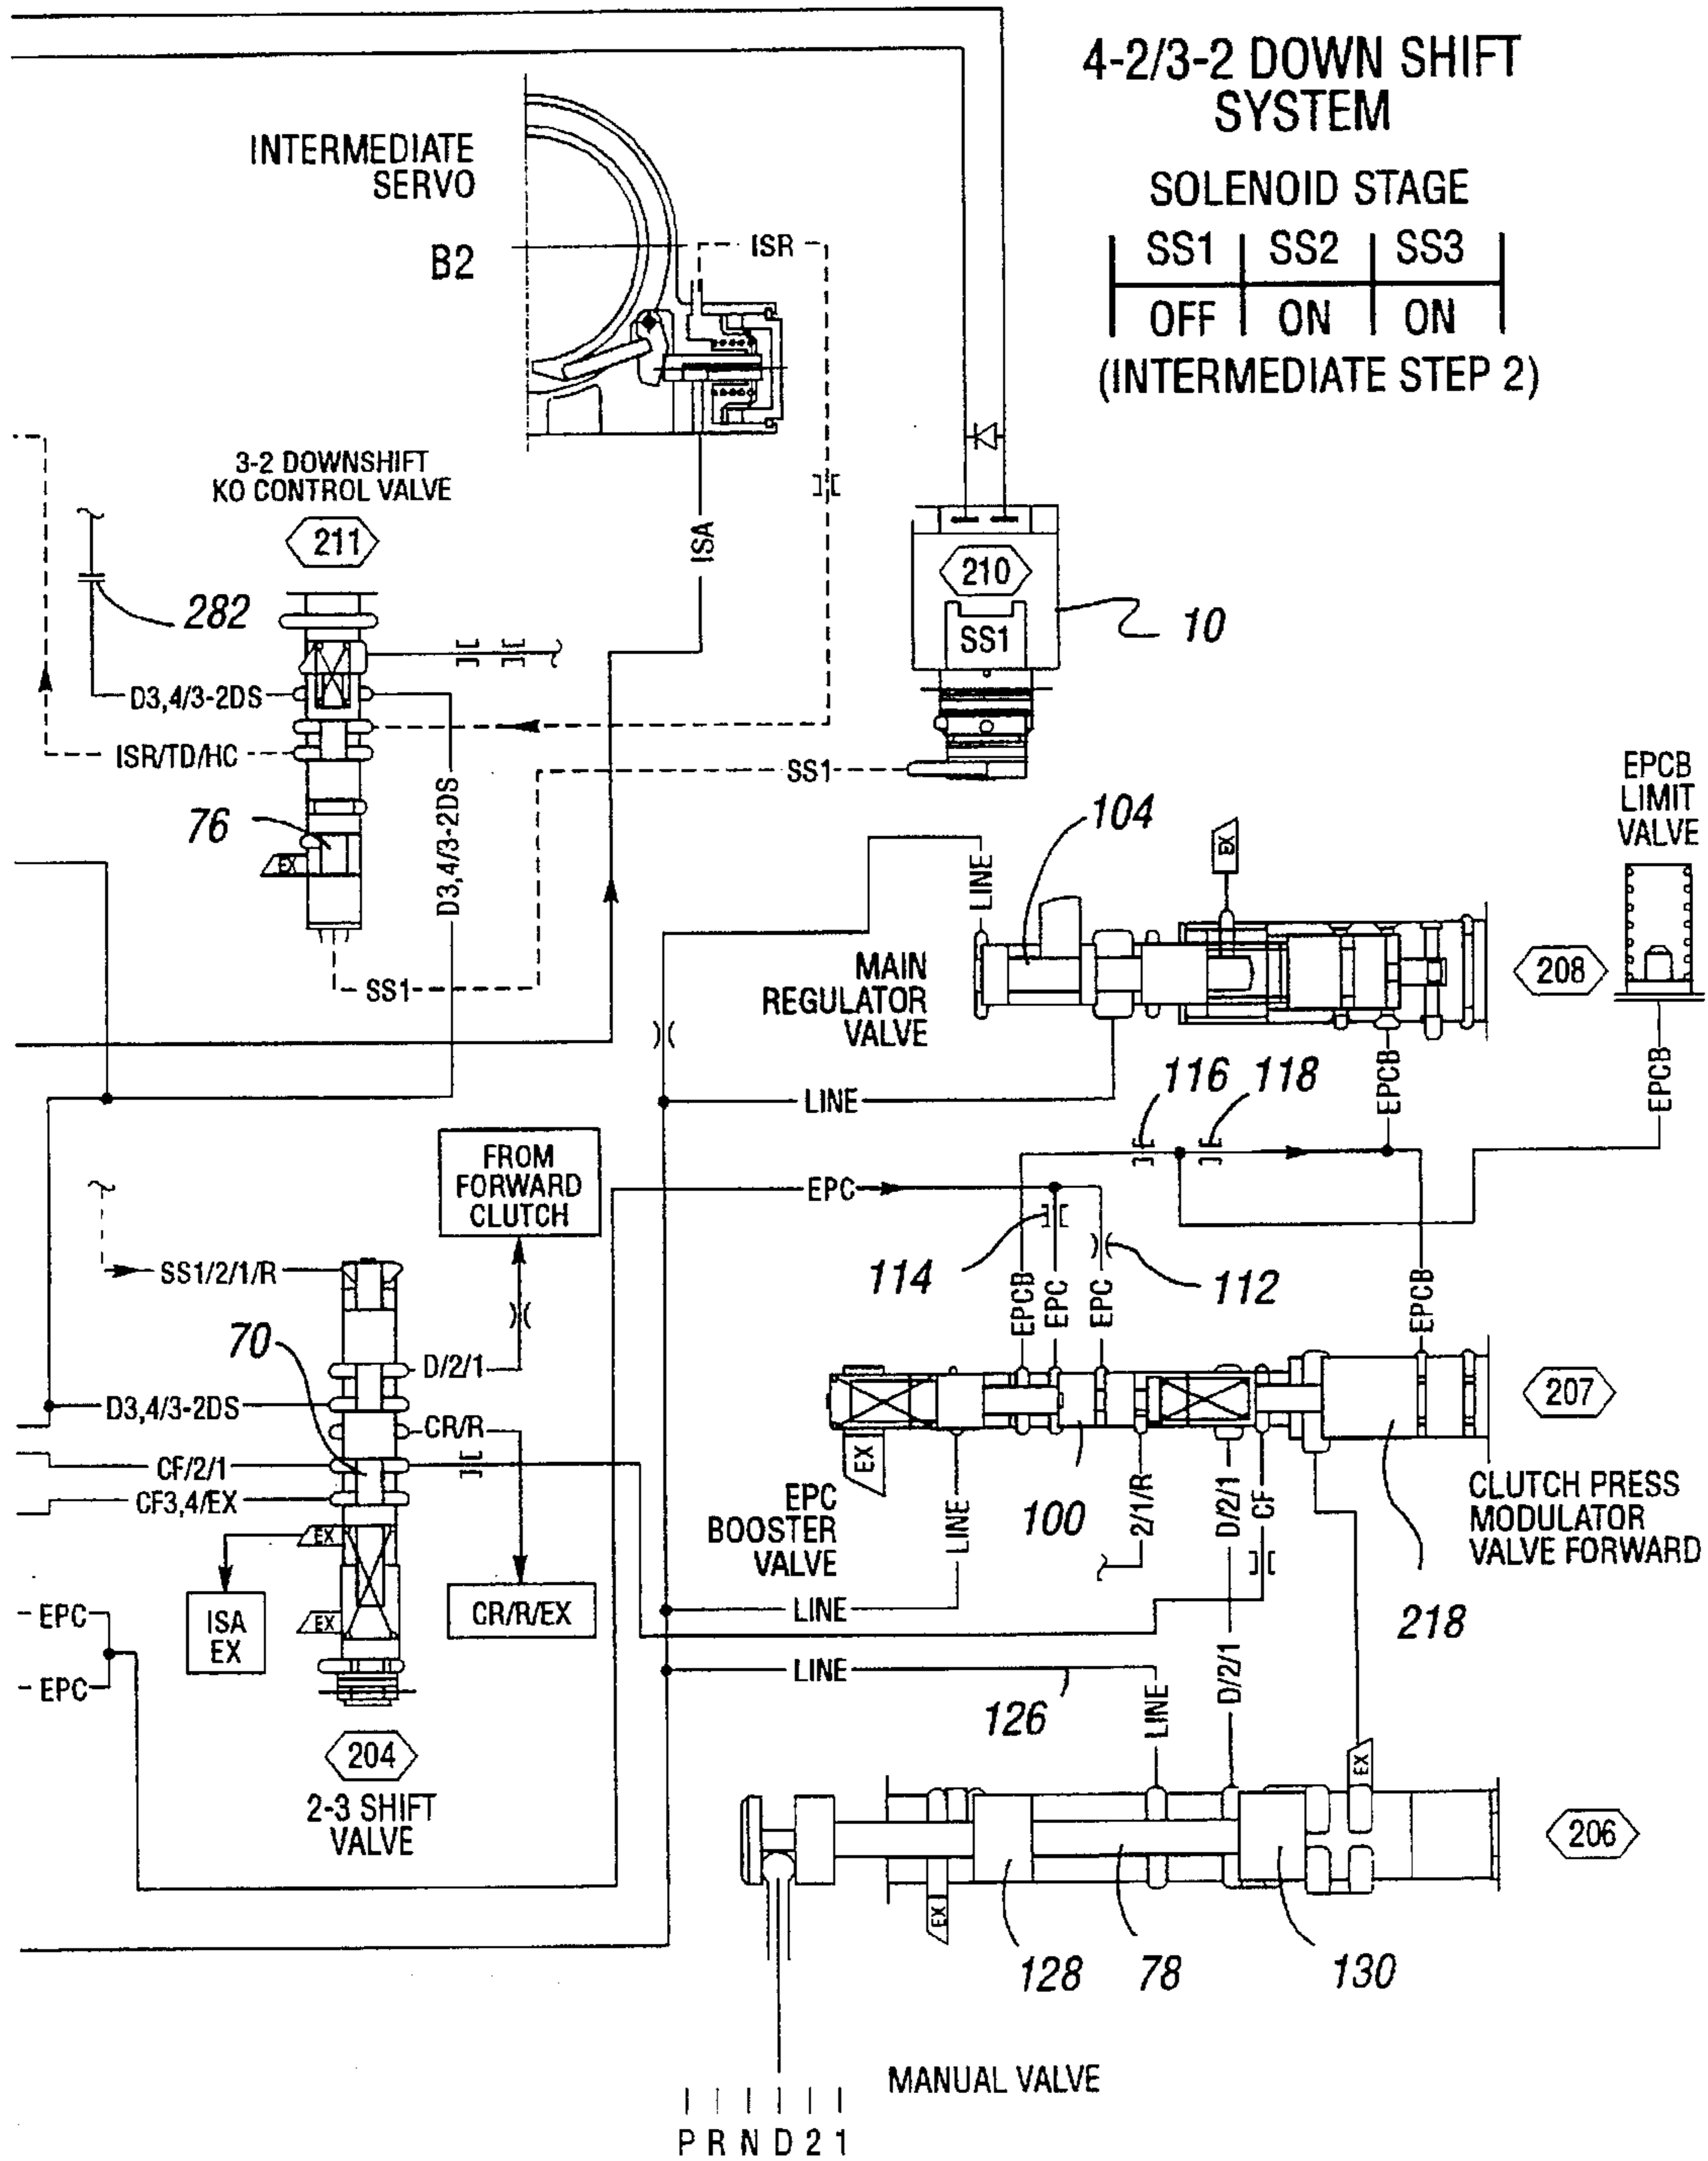 4-2/3-2 DOWN SHIFT
SYSTEM
SOLENOID STAGE
SS1 SS2 SS3
OFF ON ON
(INTERMEDIATE STEP 2)
INTERMEDIATE
SERVO
B2
ISR
3-2 DOWNSHIFT
KO CONTROL VALVE
211
282
ISA
210
SS1
10
D3,4/3-2DS
ISR/TD/HC
SS1
D3,4/3-2DS
76
EX
SS1
104
LINE
EX
EPCB
LIMIT
VALVE
MAIN
REGULATOR
VALVE
208
LINE
116
118
EPCB
EPCB
FROM
FORWARD
CLUTCH
EPC
114
112
EPCB
EPC
EPC
EPCB
SS1/2/1/R
70
D/2/1
D3,4/3-2DS
CR/R
CF/2/1
CF3,4/EX
207
EX
EPC
BOOSTER
VALVE
LINE
100
2/1/R
D/2/1
CF
CLUTCH PRESS
MODULATOR
VALVE FORWARD
EX
ISA
EX
EX
CR/R/EX
EPC
EPC
LINE
218
LINE
126
LINE
D/2/1
204
2-3 SHIFT
VALVE
EX
206
EX
128
78
130
MANUAL VALVE
P R N D 2 1